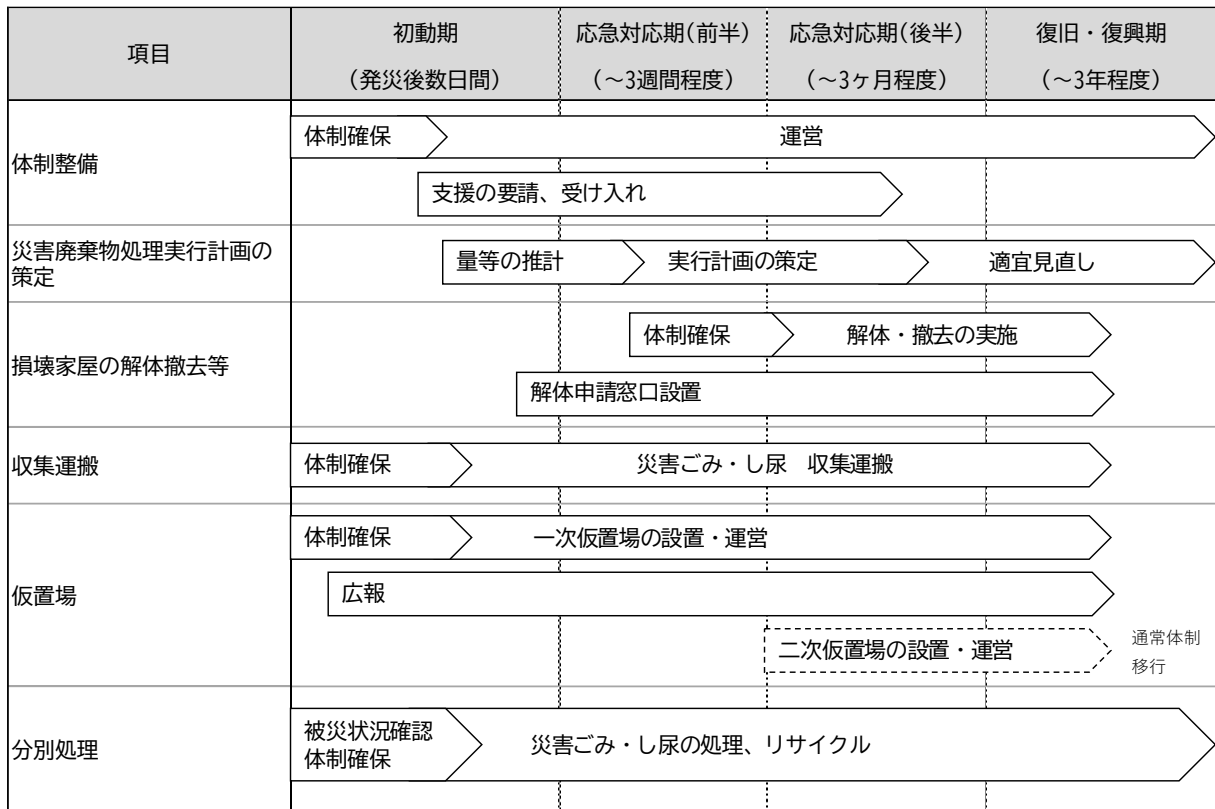 項目
初動期
(発災後数日間)
応急対応期(前半)
(～3週間程度)
応急対応期(後半)
(～3ヶ月程度)
復旧・復興期
(～3年程度)
体制整備
体制確保
運営
支援の要請、受け入れ
災害廃棄物処理実行計画の
策定
量等の推計
実行計画の策定
適宜見直し
損壊家屋の解体撤去等
体制確保
解体・撤去の実施
解体申請窓口設置
収集運搬
体制確保
災害ごみ・し尿　収集運搬
仮置場
体制確保
一次仮置場の設置・運営
広報
二次仮置場の設置・運営
通常体制
移行
分別処理
被災状況確認
体制確保
災害ごみ・し尿の処理、リサイクル